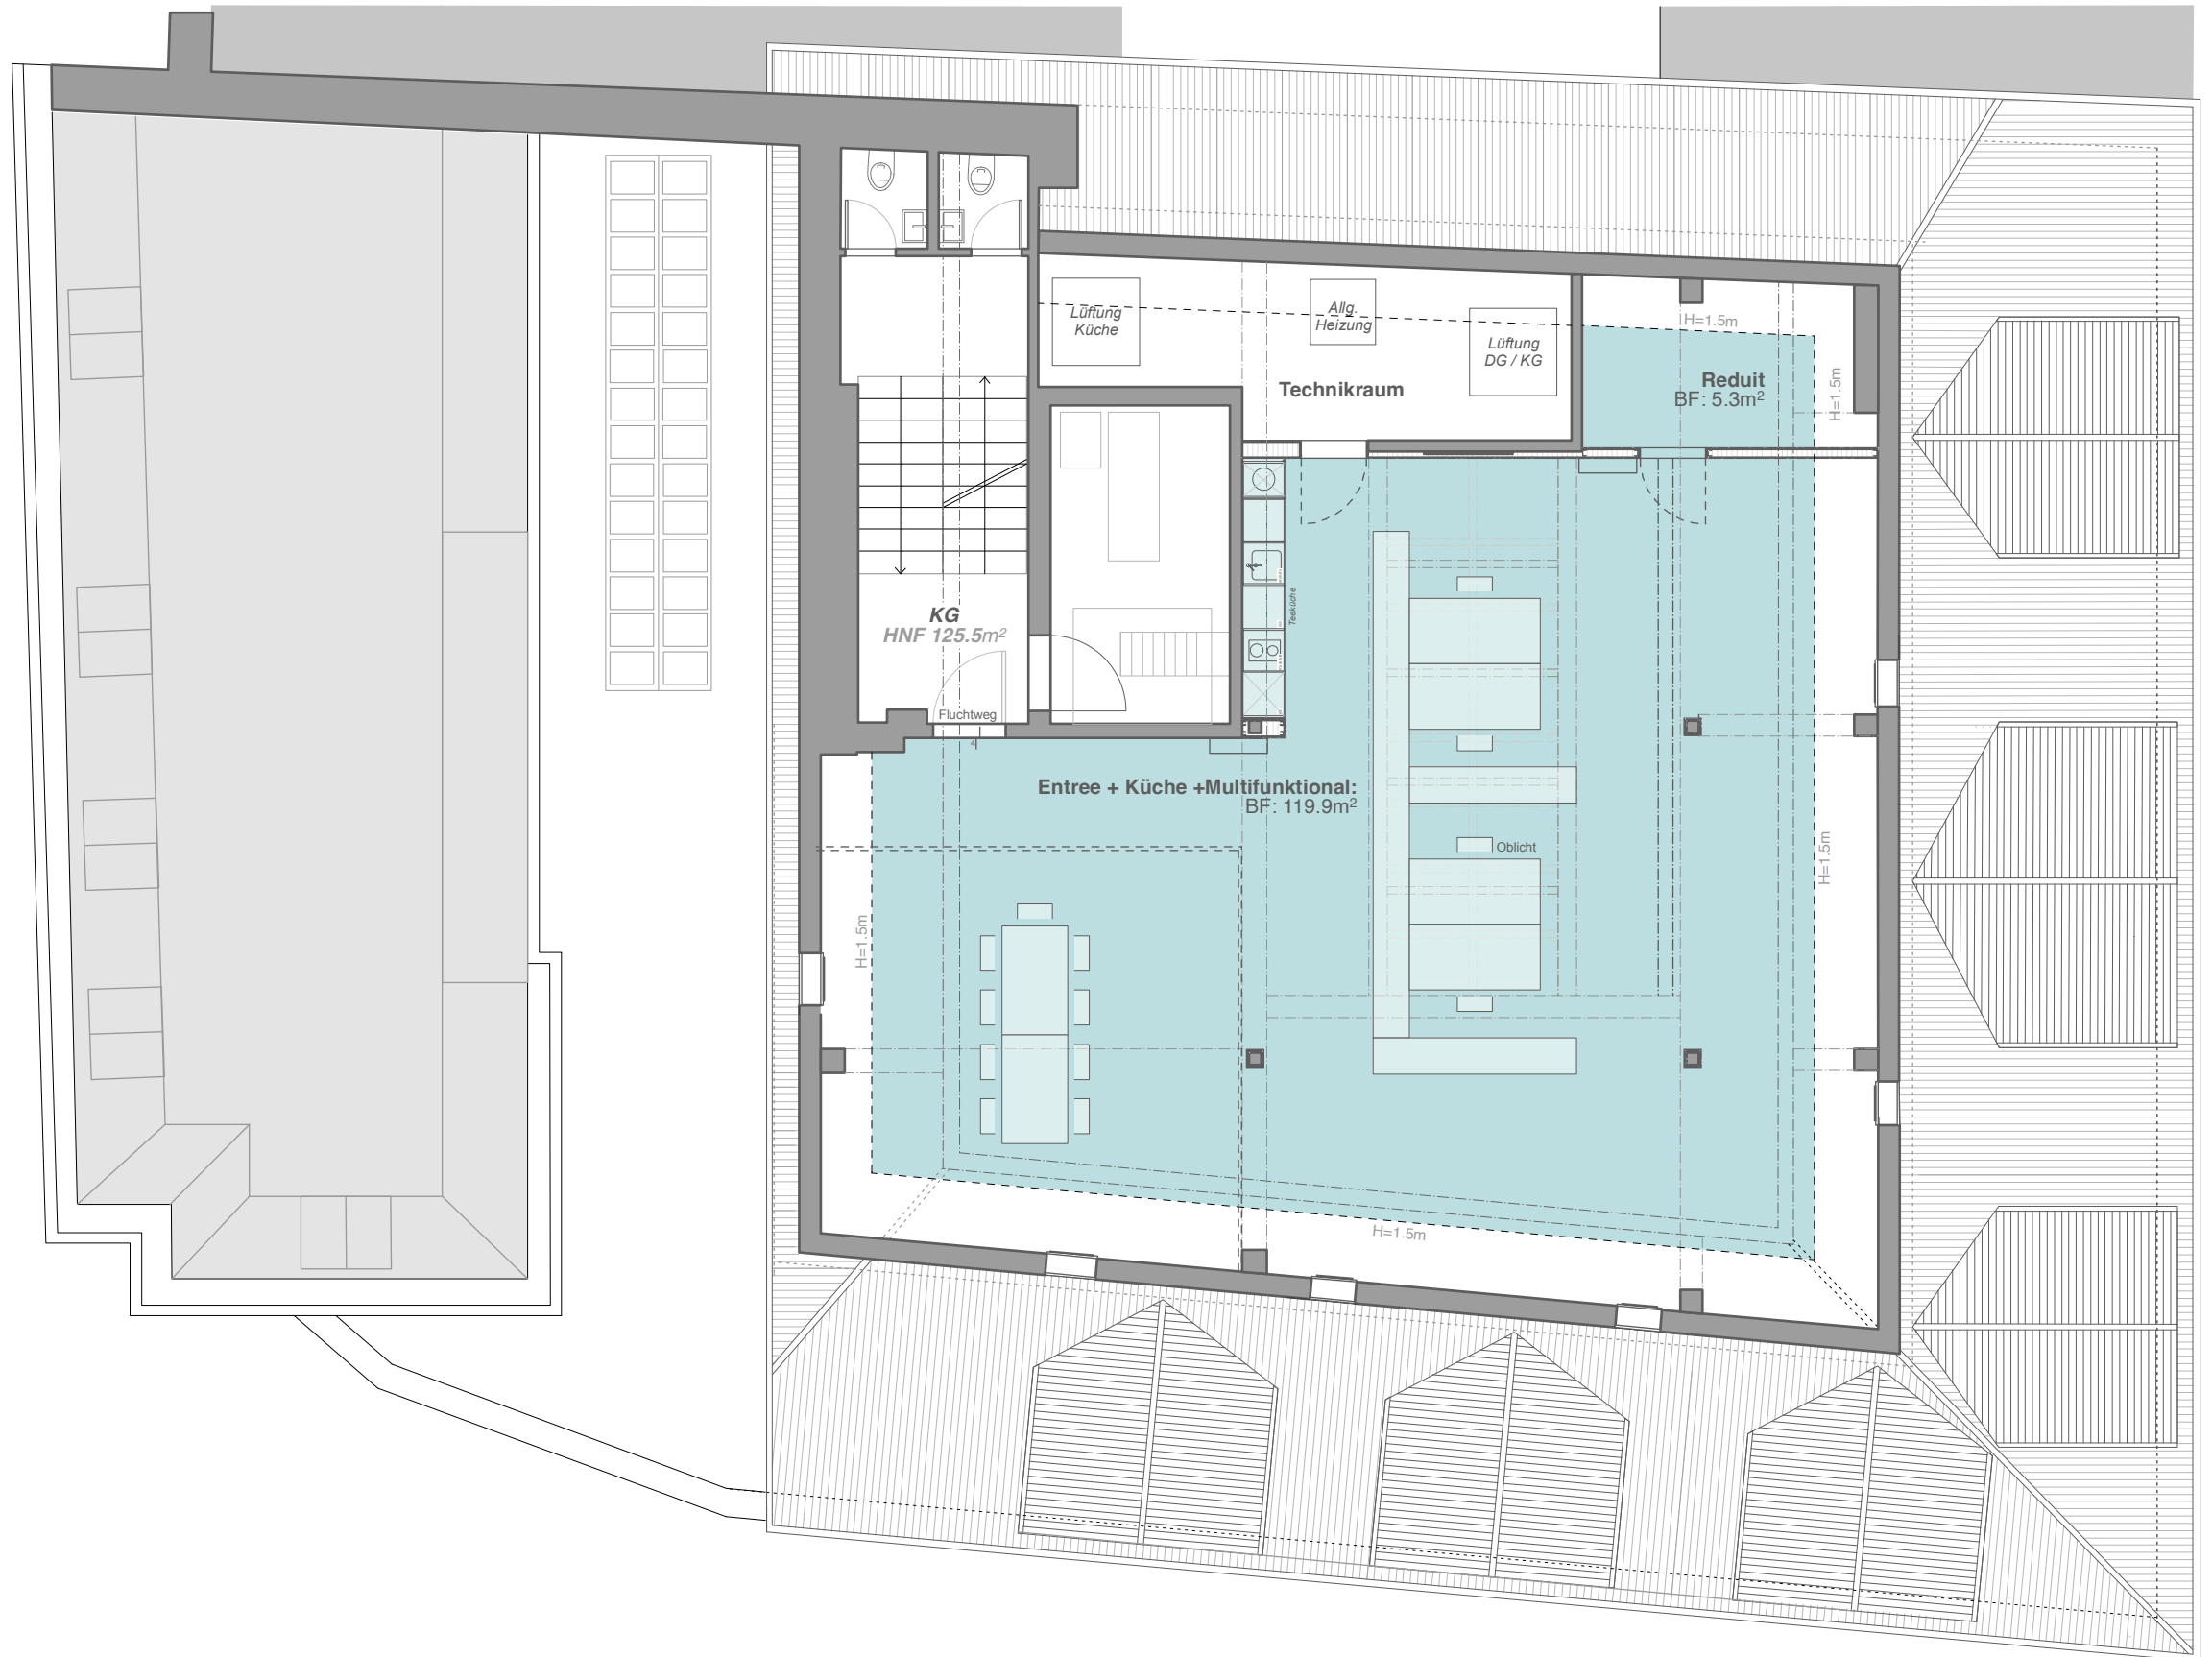 Lüftung
Küche
Allg.
Heizung
Lüftung
DG / KG
H=1.5m
Technikraum
Reduit
BF: 5.3m²
H=1.5m
Teeküche
KG
HNF 125.5m²
Fluchtweg
4
Entree + Küche +Multifunktional:
BF: 119.9m²
Oblicht
H=1.5m
H=1.5m
H=1.5m